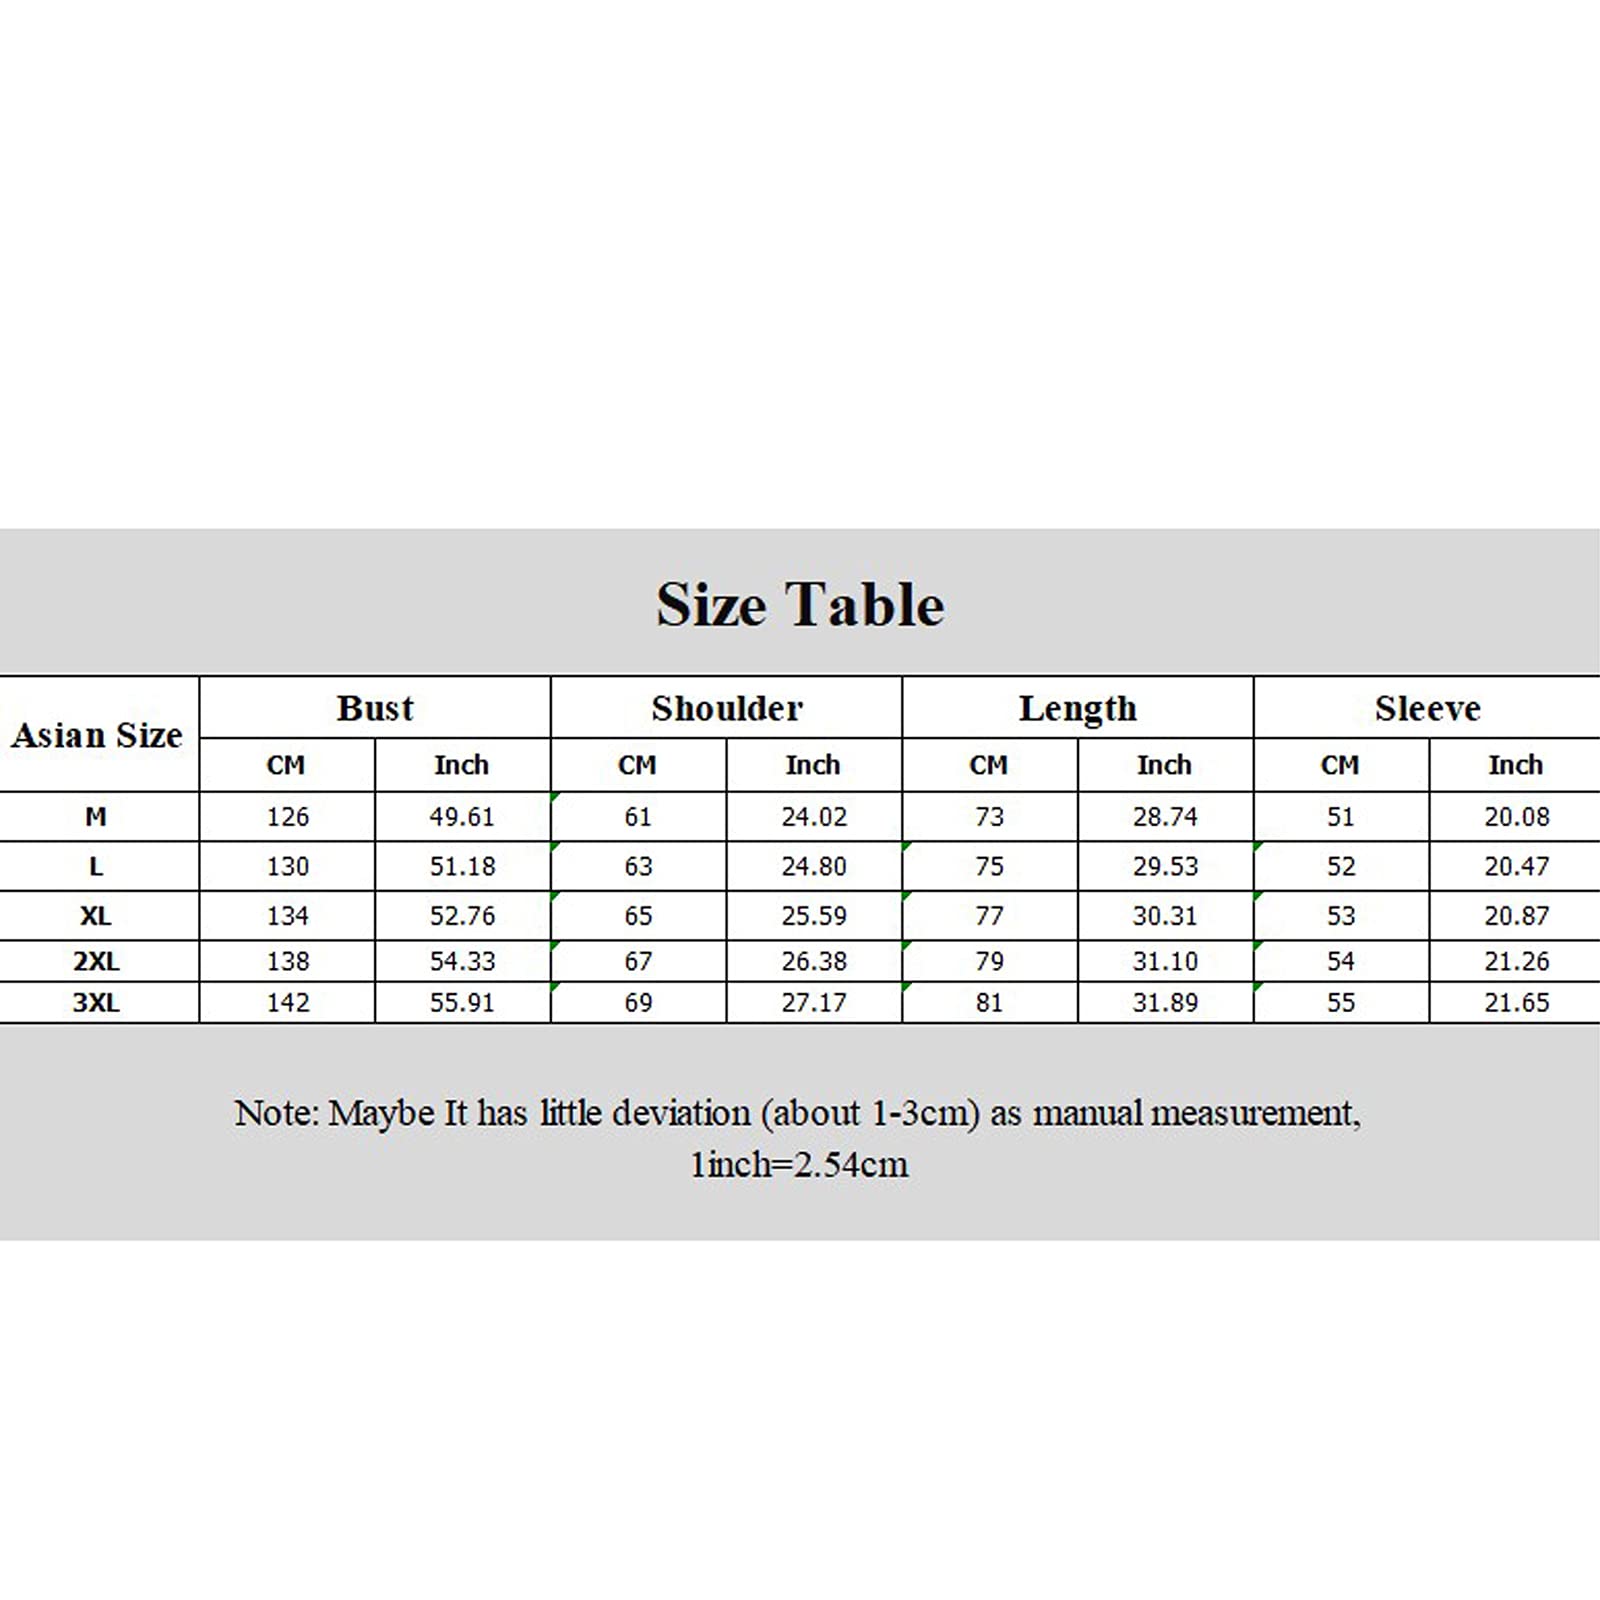 Size Table
Asian Size Bust Shoulder Length Sleeve
CM Inch CM Inch CM Inch CM Inch
M 126 49.61 61 24.02 73 28.74 51 20.08
L 130 51.18 63 24.80 75 29.53 52 20.47
XL 134 52.76 65 25.59 77 30.31 53 20.87
2XL 138 54.33 67 26.38 79 31.10 54 21.26
3XL 142 55.91 69 27.17 81 31.89 55 21.65
Note: Maybe It has little deviation (about 1-3cm) as manual measurement,
1inch=2.54cm